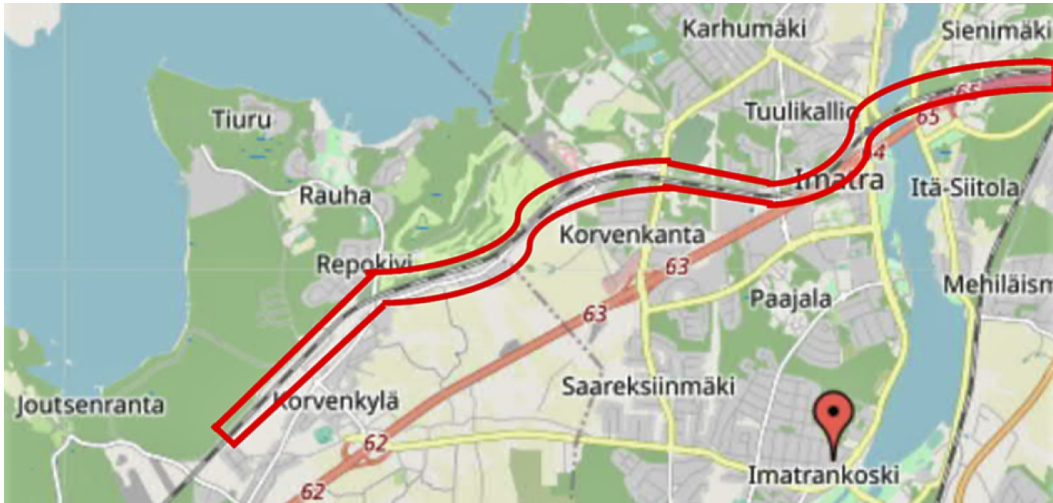 Karhumäki
Sienimäki
Tiuru
Tuulikallio
65
65
64
Rauha
Imatra
Itä-Siitola
Korvenkanta
Repokivi
63
Mehiläism
Paajala
63
Joutsenranta
Korvenkylä
Saareksiinmäki
62
Imatrankoski
62